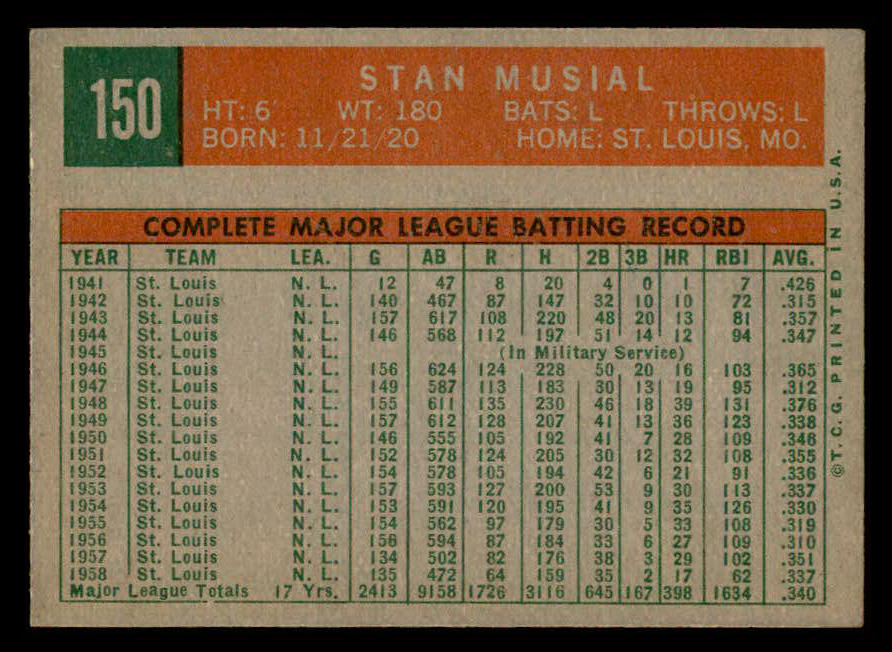 150
STAN MUSIAL
HT: 6' WT: 180 BATS: L THROWS: L
BORN: 11/21/20 HOME: ST. LOUIS, MO.
COMPLETE MAJOR LEAGUE BATTING RECORD
YEAR TEAM LEA. G AB R H 2B 3B HR RBI AVG.
1941 St. Louis N. L. 12 47 8 20 4 0 1 7 .426
1942 St. Louis N. L. 140 467 87 147 32 10 10 72 .315
1943 St. Louis N. L. 157 617 108 220 48 20 13 81 .357
1944 St. Louis N. L. 146 568 112 197 51 14 12 94 .347
1945 St. Louis N. L. (In Military Service)
1946 St. Louis N. L. 156 624 124 228 50 20 16 103 .365
1947 St. Louis N. L. 149 587 113 183 30 13 19 95 .312
1948 St. Louis N. L. 155 611 135 230 46 18 39 131 .376
1949 St. Louis N. L. 157 612 128 207 41 13 36 123 .338
1950 St. Louis N. L. 146 555 105 192 41 7 28 109 .346
1951 St. Louis N. L. 152 578 124 205 30 12 32 108 .355
1952 St. Louis N. L. 154 578 105 194 42 6 21 91 .336
1953 St. Louis N. L. 157 593 127 200 53 9 30 113 .337
1954 St. Louis N. L. 153 591 120 195 41 9 35 126 .330
1955 St. Louis N. L. 154 562 97 179 30 5 33 108 .319
1956 St. Louis N. L. 156 594 87 184 33 6 27 109 .310
1957 St. Louis N. L. 134 502 82 176 38 3 29 102 .351
1958 St. Louis N. L. 135 472 64 159 35 2 17 62 .337
Major League Totals 17 Yrs. 2413 9158 1726 3116 645 167 398 1634 .340
©T.C.G. PRINTED IN U.S.A.